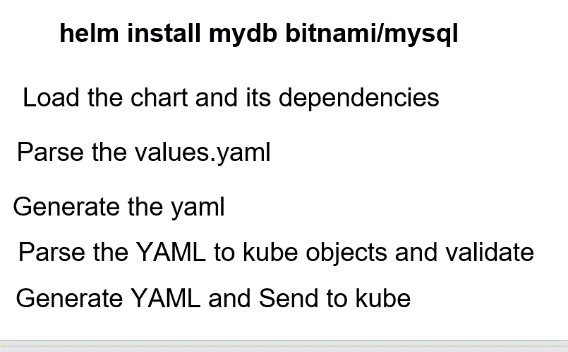 helm install mydb bitnami/mysql
Load the chart and its dependencies
Parse the values.yaml
Generate the yaml
Parse the YAML to kube objects and validate
Generate YAML and Send to kube